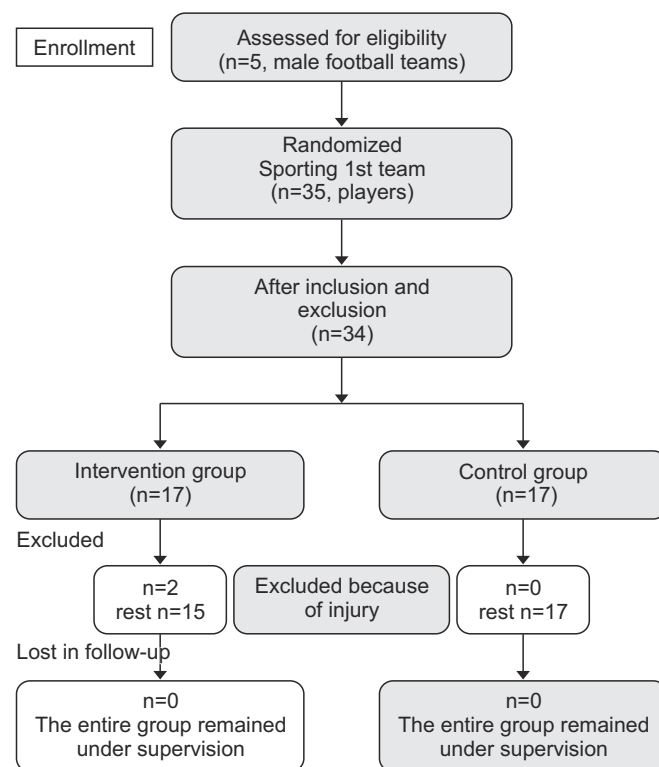 Enrollment
Assessed for eligibility
(n=5, male football teams)
Randomized
Sporting 1st team
(n=35, players)
After inclusion and
exclusion
(n=34)
Intervention group
(n=17)
Control group
(n=17)
Excluded
n=2
rest n=15
Excluded because
of injury
n=0
rest n=17
Lost in follow-up
n=0
The entire group remained
under supervision
n=0
The entire group remained
under supervision